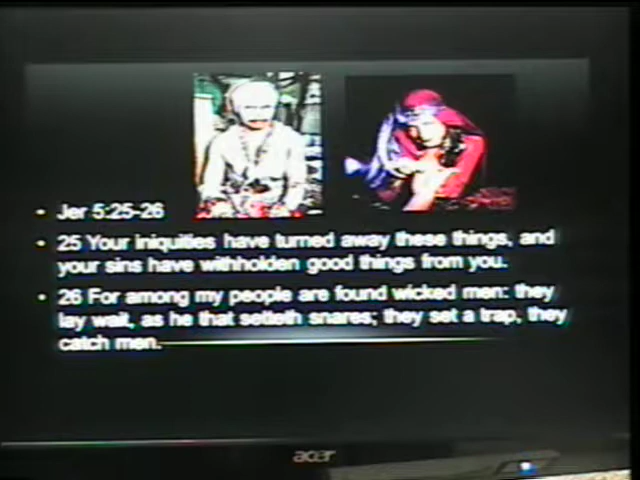 • Jer 5:25-26
• 25 Your iniquities have turned away these things, and
your sins have withholden good things from you.
• 26 For among my people are found wicked men: they
lay wait, as he that setteth snares; they set a trap, they
catch men.
acer